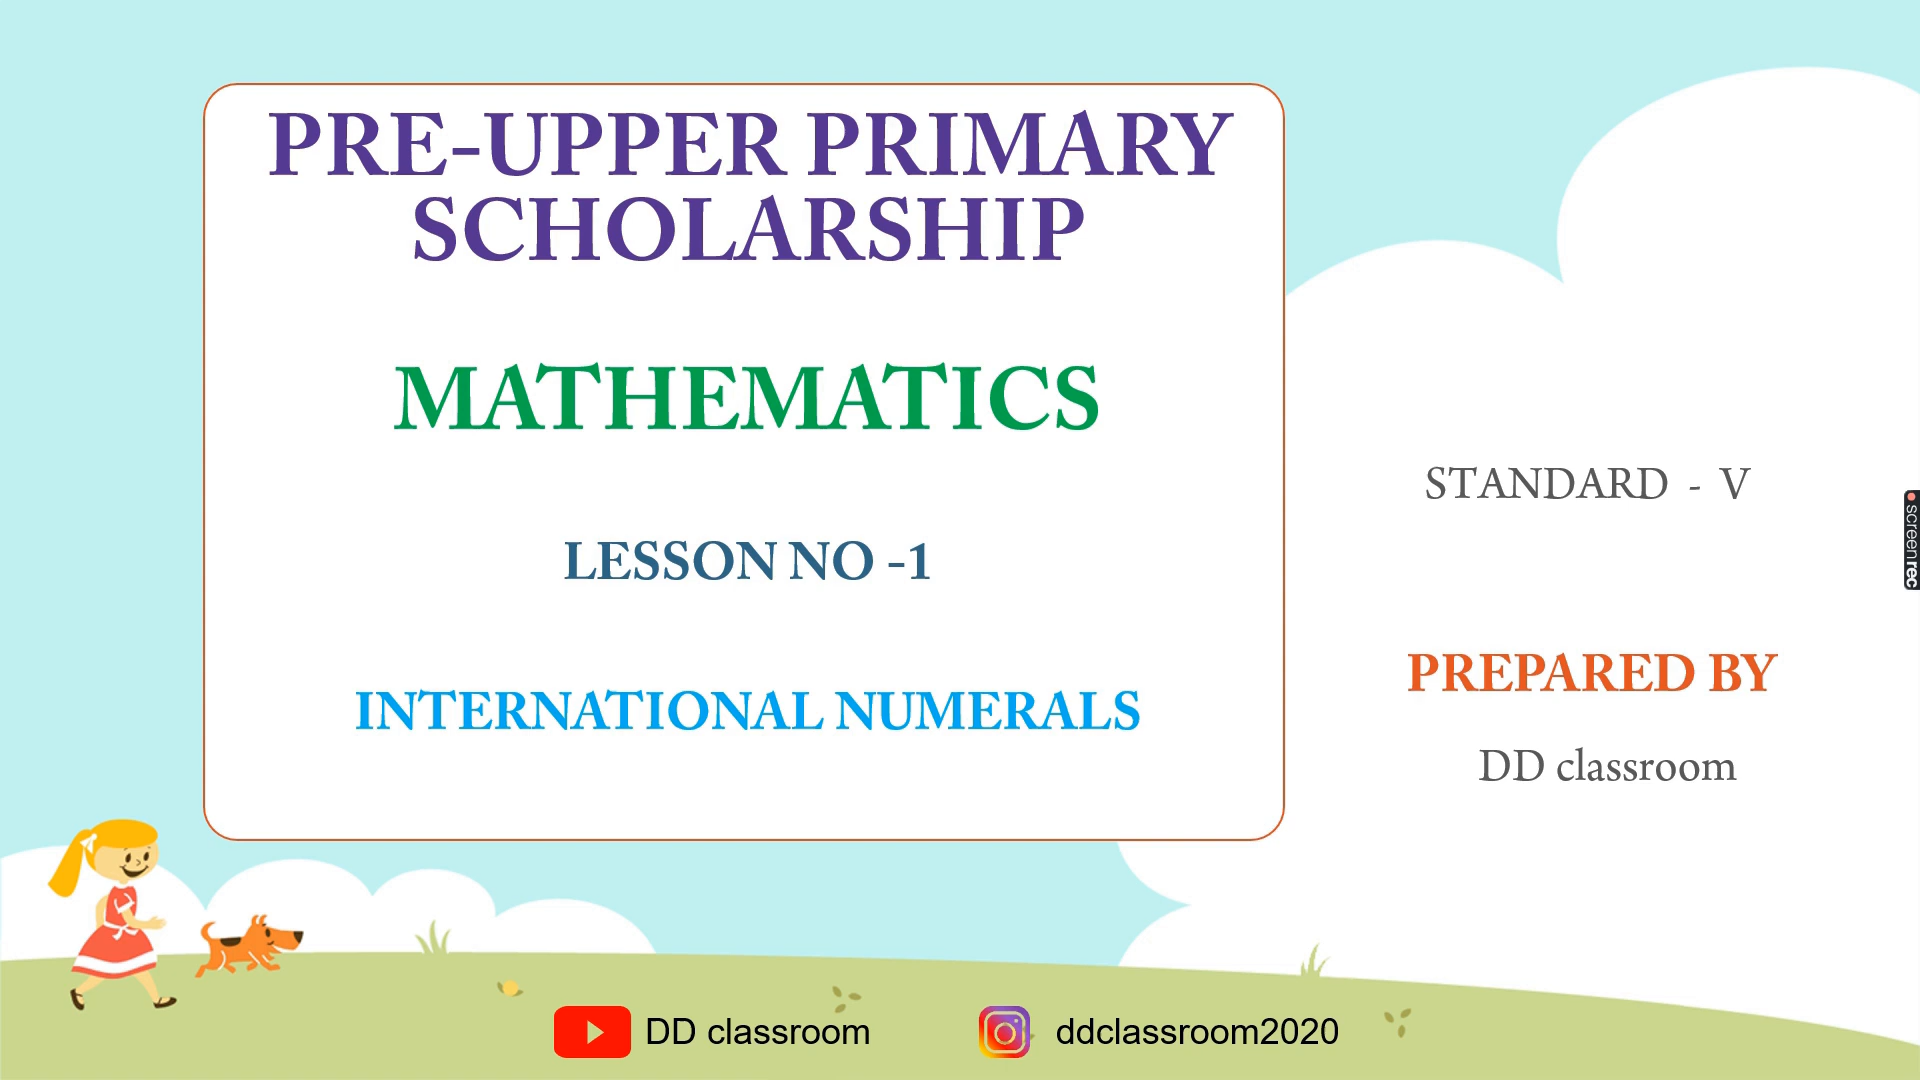 PRE-UPPER PRIMARY
SCHOLARSHIP
MATHEMATICS
LESSON NO -1
INTERNATIONAL NUMERALS
STANDARD - V
PREPARED BY
DD classroom
screenrec
DD classroom
ddclassroom2020